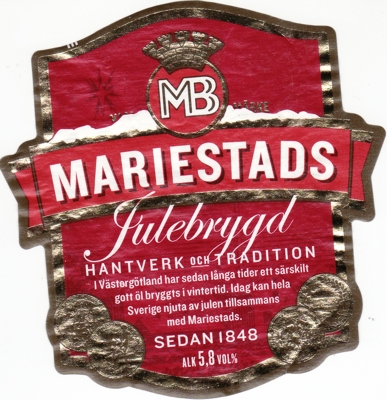 MB
MARIESTADS
Julebrygd
HANTVERK OCH TRADITION
I Västergötland har sedan långa tider ett särskilt
gott öl bryggts i vintertid. Idag kan hela
Sverige njuta av julen tillsammans
med Mariestads.
SEDAN 1848
ALK 5,8 VOL%